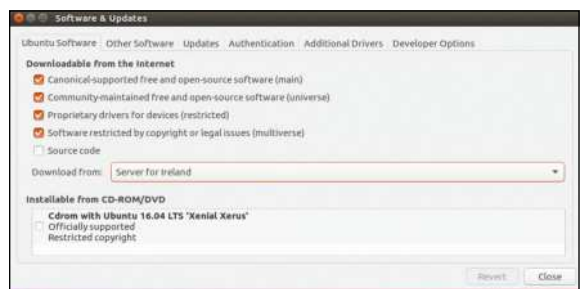 Software & Updates
Ubuntu Software Other Software Updates Authentication Additional Drivers Developer Options
Downloadable from the Internet
Canonical-supported free and open-source software (main)
Community-maintained free and open-source software (universe)
Proprietary drivers for devices (restricted)
Software restricted by copyright or legal issues (multiverse)
Source code
Download from: Server for Ireland
Installable from CD-ROM/DVD
Cdrom with Ubuntu 16.04 LTS 'Xenial Xerus'
Officially supported
Restricted copyright
Revert Close